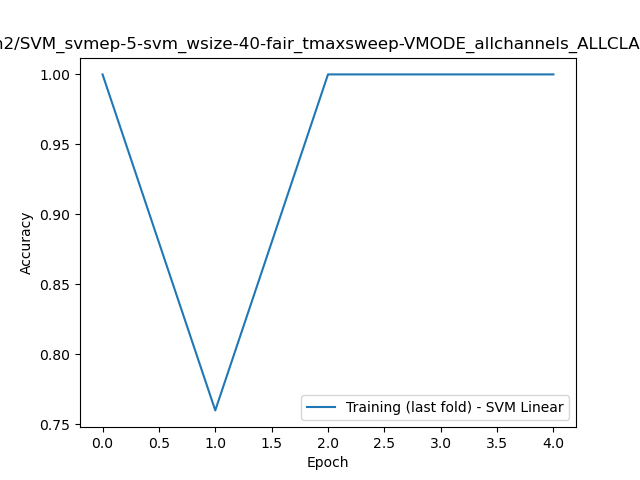 n2/SVM_svmep-5-svm_wsize-40-fair_tmaxsweep-VMODE_allchannels_ALLCLA
1.00
0.95
0.90
0.85
0.80
0.75
Accuracy
Training (last fold) - SVM Linear
0.0 0.5 1.0 1.5 2.0 2.5 3.0 3.5 4.0
Epoch